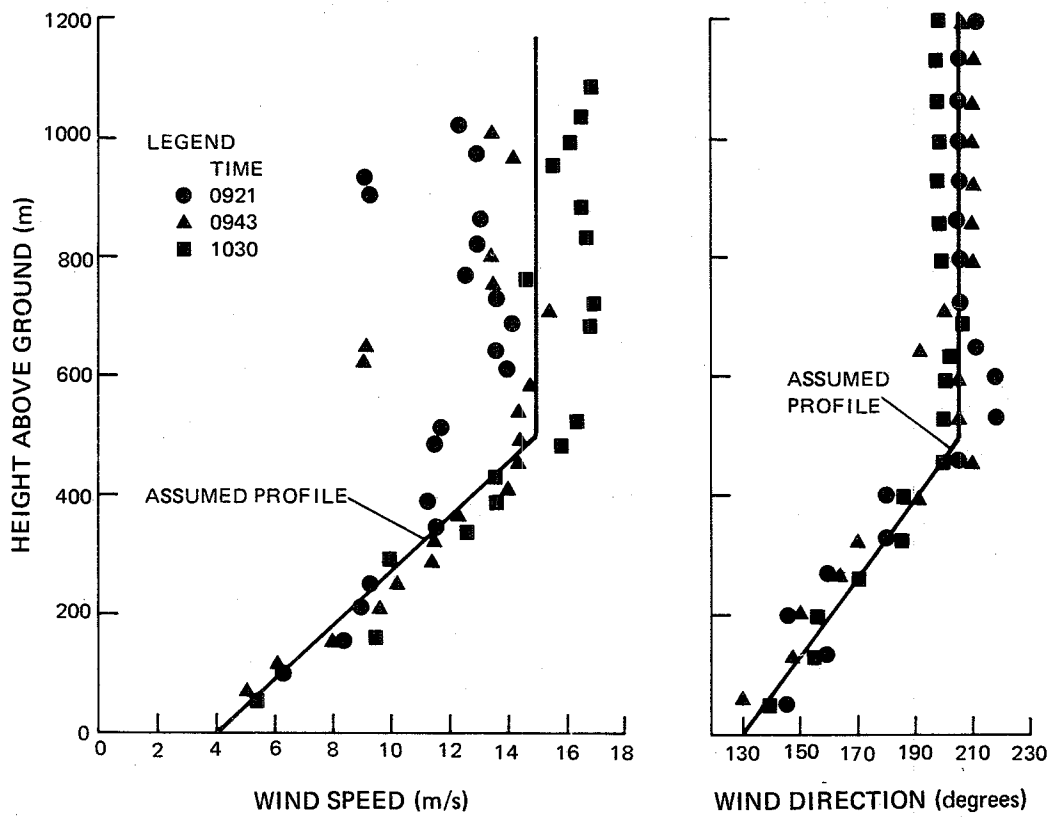 1200
1000
800
600
400
200
0
HEIGHT ABOVE GROUND (m)
LEGEND
TIME
0921
0943
1030
ASSUMED PROFILE
0 2 4 6 8 10 12 14 16 18
WIND SPEED (m/s)
ASSUMED
PROFILE
130 150 170 190 210 230
WIND DIRECTION (degrees)